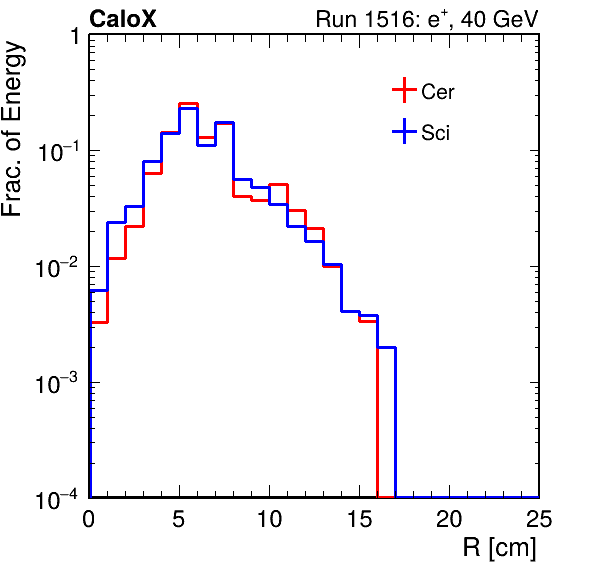 CaloX Run 1516: e⁺, 40 GeV
Frac. of Energy
1
10⁻¹
10⁻²
10⁻³
10⁻⁴
Cer
Sci
0 5 10 15 20 25
R [cm]